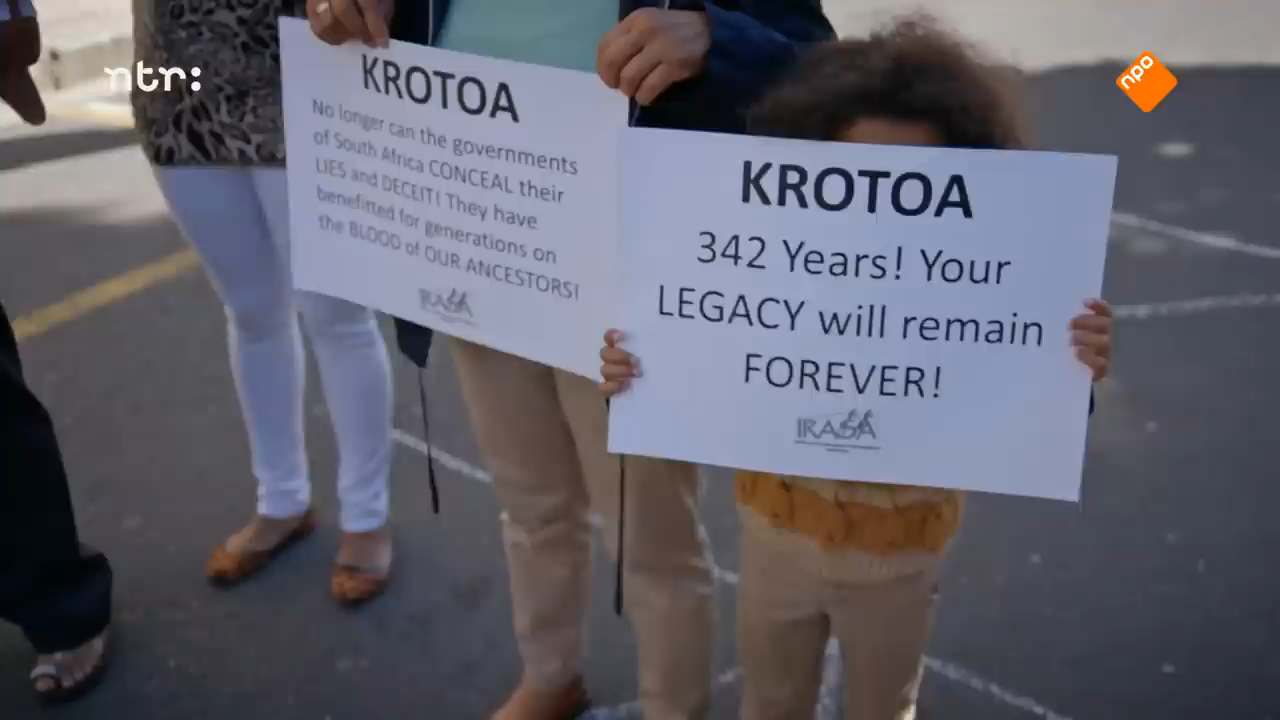 ntr:
npo
KROTOA
No longer can the governments
of South Africa CONCEAL their
LIES and DECEIT! They have
benefitted for generations on
the BLOOD of OUR ANCESTORS!
IRASA
KROTOA
342 Years! Your
LEGACY will remain
FOREVER!
IRASA